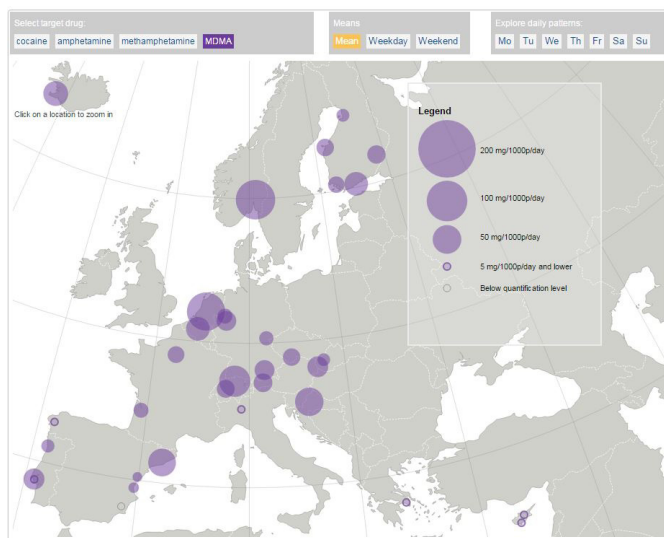 Select target drug:
cocaine amphetamine methamphetamine MDMA
Means
Mean Weekday Weekend
Explore daily patterns:
Mo Tu We Th Fr Sa Su
Click on a location to zoom in
Legend
200 mg/1000p/day
100 mg/1000p/day
50 mg/1000p/day
5 mg/1000p/day and lower
Below quantification level